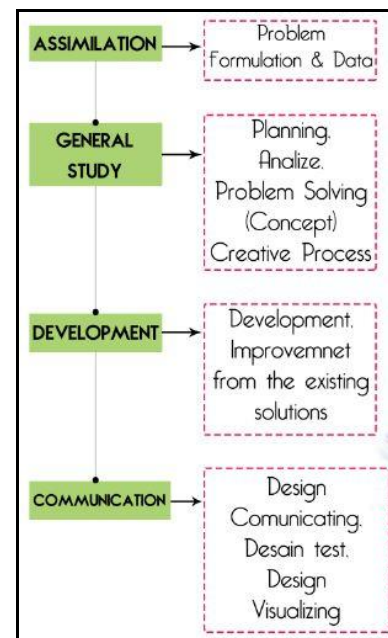 ASSIMILATION
Problem
Formulation & Data
GENERAL
STUDY
Planning,
Analize,
Problem Solving
(Concept)
Creative Process
DEVELOPMENT
Development,
Improvemnet
from the existing
solutions
COMMUNICATION
Design
Comunicating,
Desain test,
Design
Visualizing